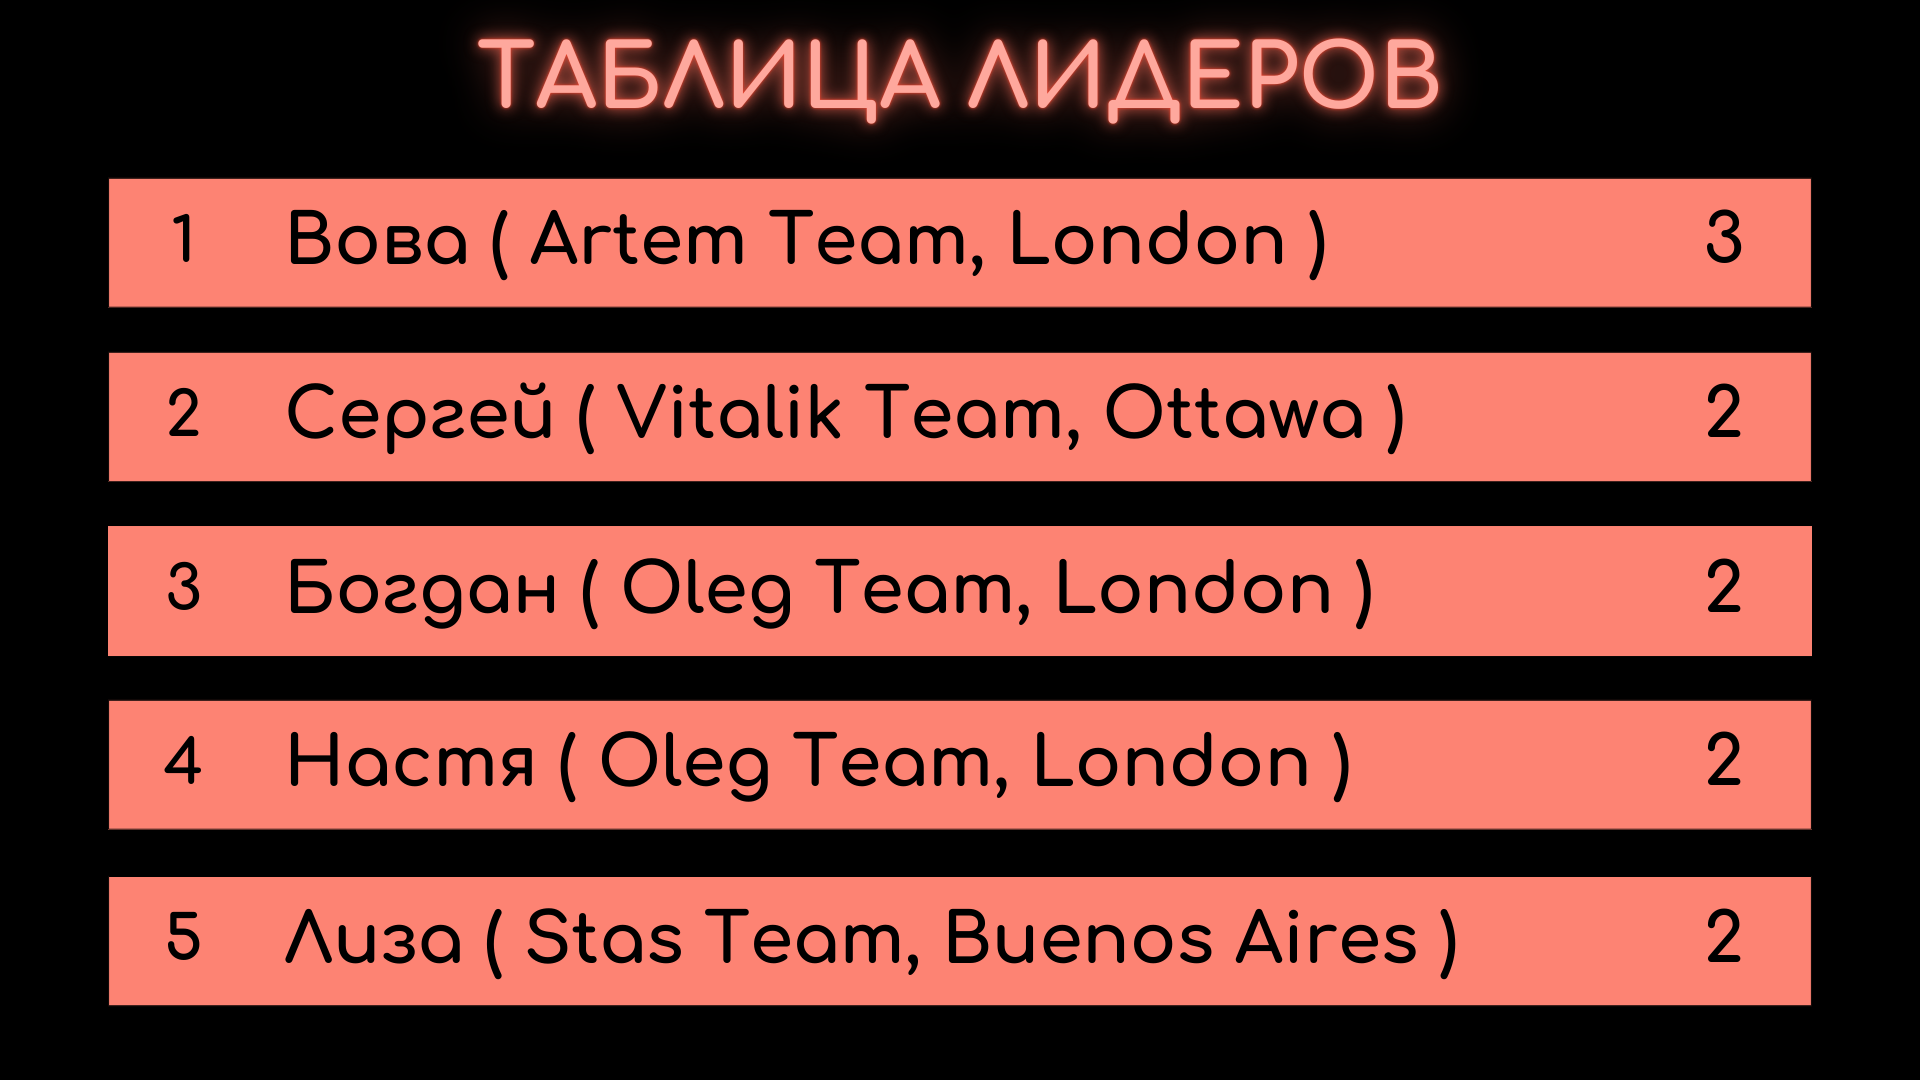 ТАБЛИЦА ЛИДЕРОВ
1 Вова ( Artem Team, London ) 3
2 Сергей ( Vitalik Team, Ottawa ) 2
3 Богдан ( Oleg Team, London ) 2
4 Настя ( Oleg Team, London ) 2
5 Лиза ( Stas Team, Buenos Aires ) 2